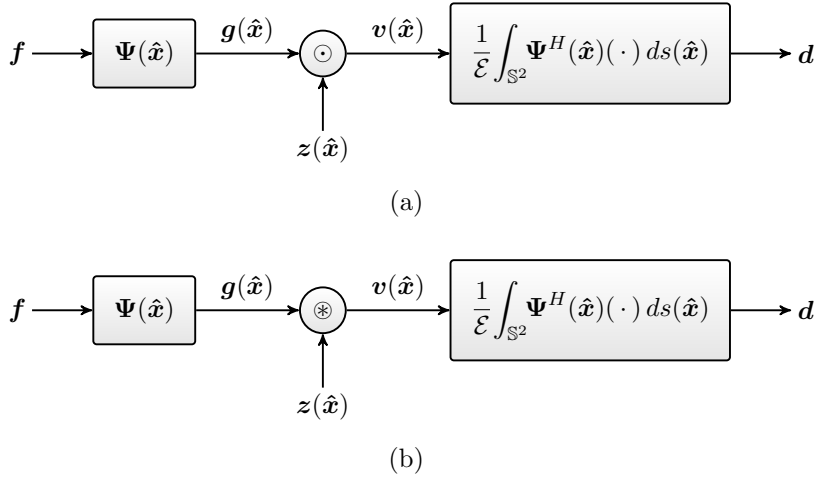 f Ψ(x̂) g(x̂) ⊙ v(x̂) 1/ℰ ∫_{𝕊²} Ψ^H(x̂)( · ) ds(x̂) d
z(x̂)
(a)
f Ψ(x̂) g(x̂) ⊛ v(x̂) 1/ℰ ∫_{𝕊²} Ψ^H(x̂)( · ) ds(x̂) d
z(x̂)
(b)